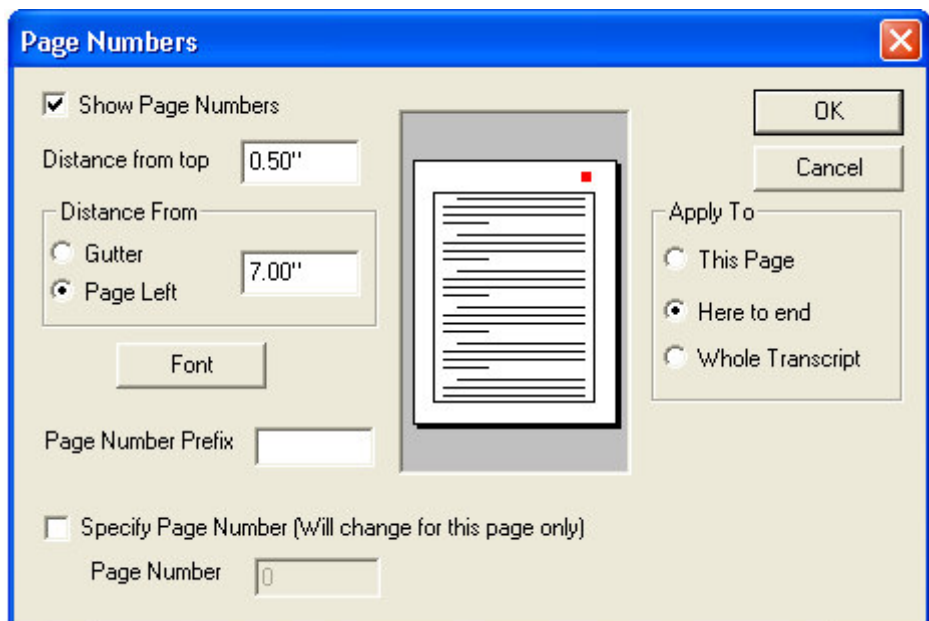 Page Numbers
Show Page Numbers
OK
Distance from top 0.50"
Cancel
Distance From
Gutter
Page Left
7.00"
Apply To
This Page
Here to end
Whole Transcript
Font
Page Number Prefix
Specify Page Number (Will change for this page only)
Page Number 0